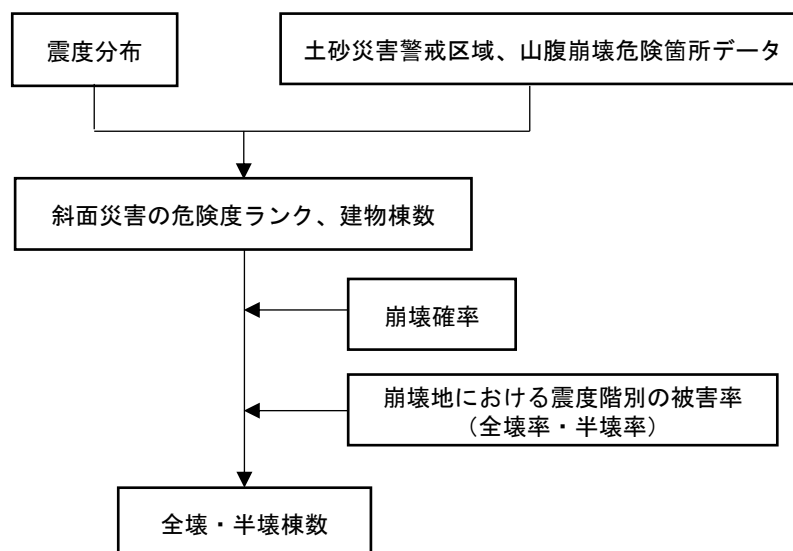 震度分布
土砂災害警戒区域、山腹崩壊危険箇所データ
斜面災害の危険度ランク、建物棟数
崩壊確率
崩壊地における震度階別の被害率
（全壊率・半壊率）
全壊・半壊棟数